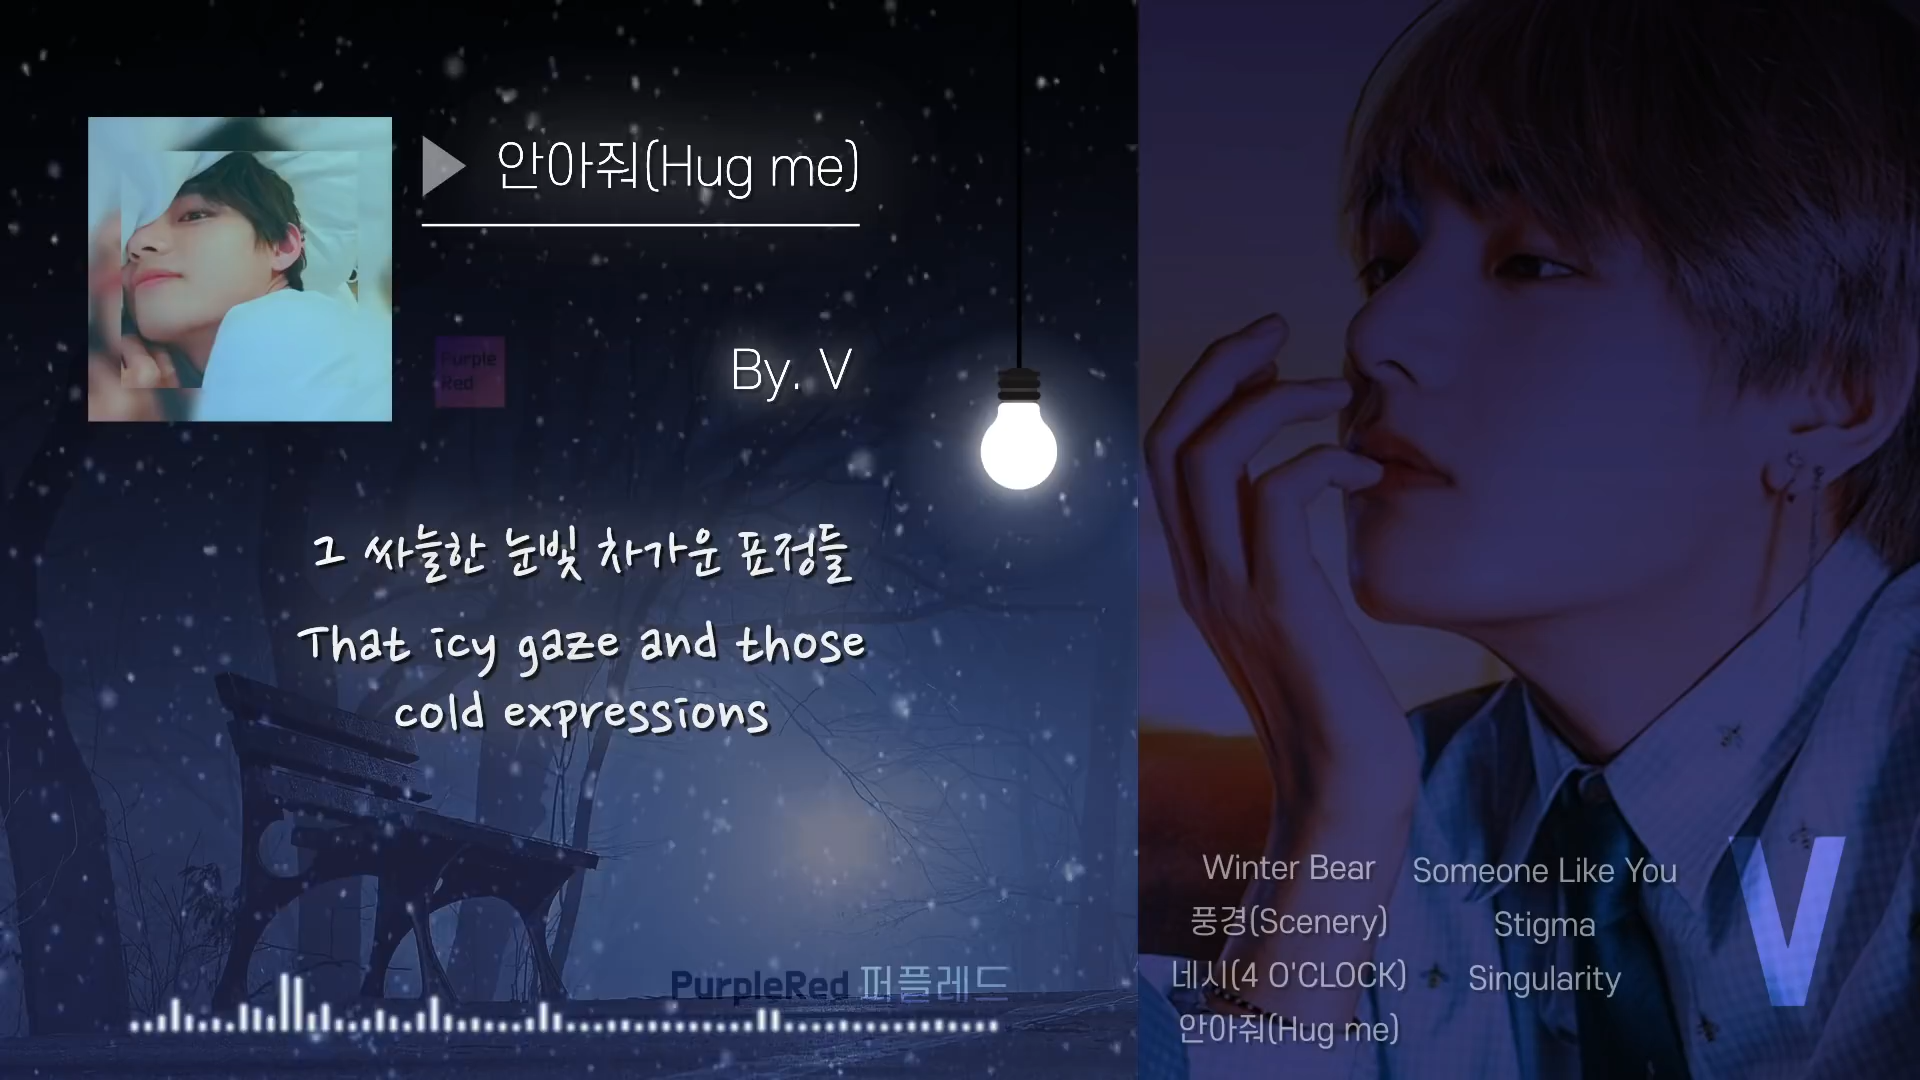 안아줘(Hug me)
By. V
Purple
Red
그 싸늘한 눈빛 차가운 표정들
That icy gaze and those
cold expressions
PurpleRed 퍼플레드
Winter Bear
풍경(Scenery)
네시(4 O'CLOCK)
안아줘(Hug me)
Someone Like You
Stigma
Singularity
V